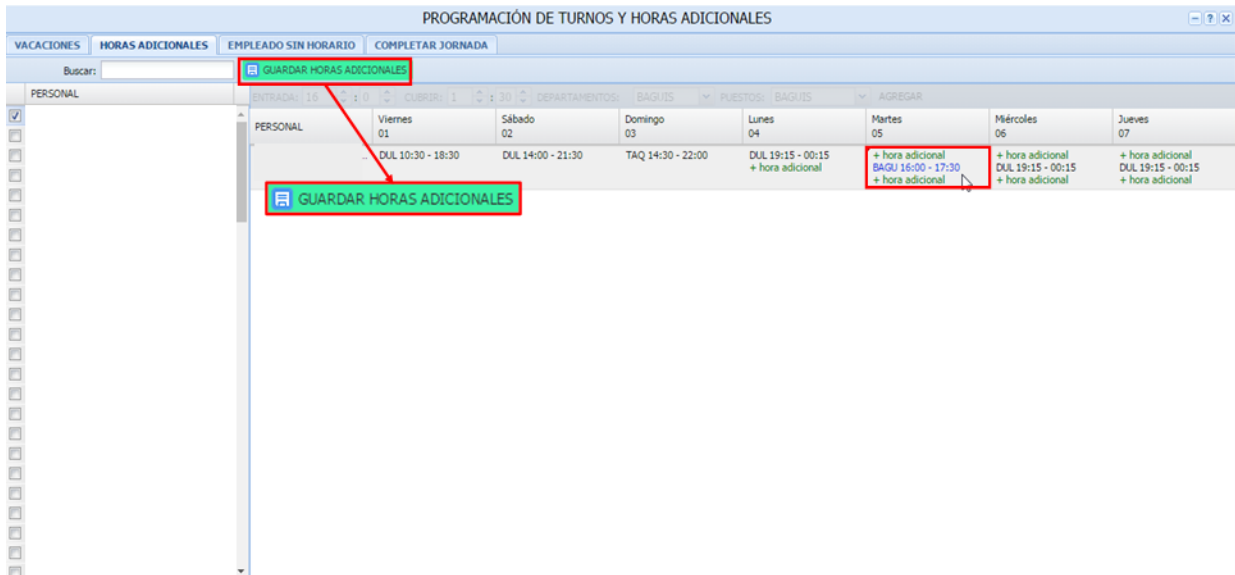 PROGRAMACIÓN DE TURNOS Y HORAS ADICIONALES
VACACIONES HORAS ADICIONALES EMPLEADO SIN HORARIO COMPLETAR JORNADA
Buscar: GUARDAR HORAS ADICIONALES
PERSONAL
ENTRADA: 16 : 0 CUBRIR: 1 : 30 DEPARTAMENTOS: BAGUIS PUESTOS: BAGUIS AGREGAR
PERSONAL Viernes Sábado Domingo Lunes Martes Miércoles Jueves
01 02 03 04 05 06 07
.. DUL 10:30 - 18:30 DUL 14:00 - 21:30 TAQ 14:30 - 22:00 DUL 19:15 - 00:15 + hora adicional + hora adicional + hora adicional
+ hora adicional BAGU 16:00 - 17:30 DUL 19:15 - 00:15 DUL 19:15 - 00:15
+ hora adicional + hora adicional + hora adicional
GUARDAR HORAS ADICIONALES